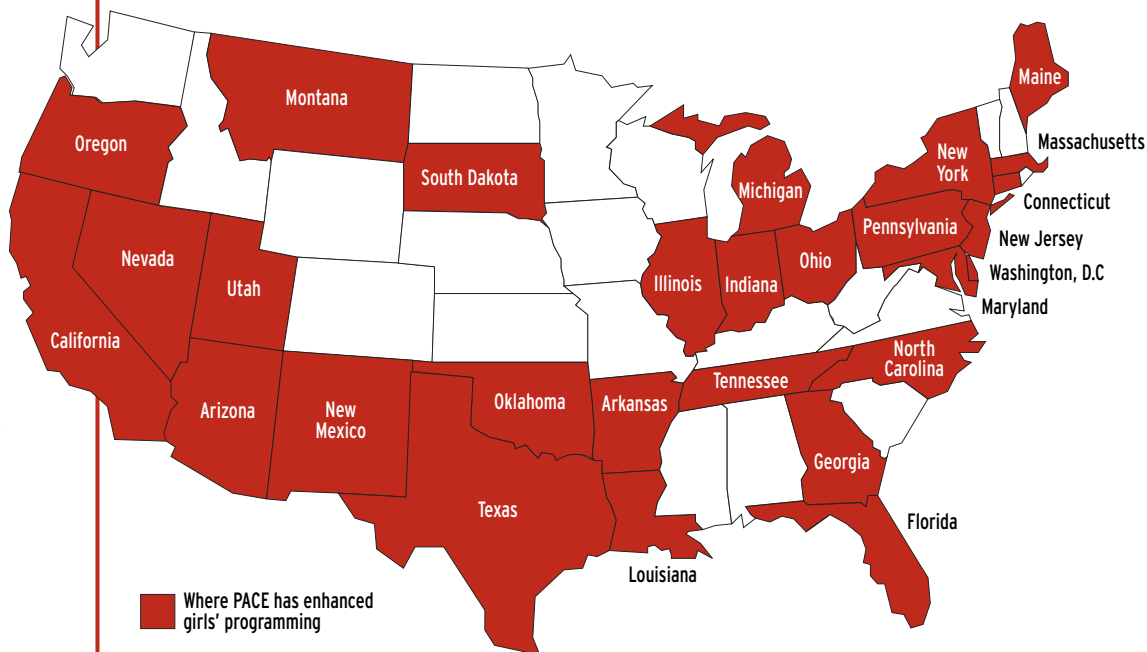 Maine
Montana
Massachusetts
Oregon
New
York
South Dakota
Michigan
Connecticut
Pennsylvania
New Jersey
Nevada
Ohio
Washington, D.C
Utah
Illinois
Indiana
Maryland
California
North
Carolina
Tennessee
Arizona
New
Mexico
Oklahoma
Arkansas
Georgia
Texas
Florida
Louisiana
Where PACE has enhanced
girls' programming